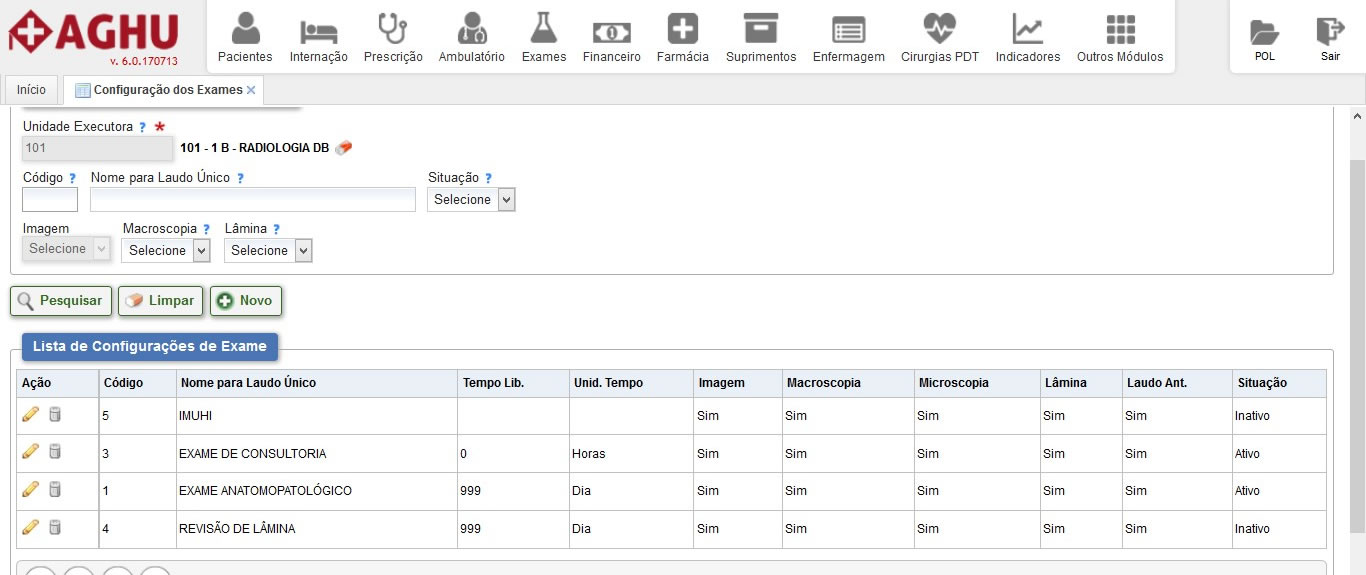 AGHU
v. 6.0.170713
Pacientes Internação Prescrição Ambulatório Exames Financeiro Farmácia Suprimentos Enfermagem Cirurgias PDT Indicadores Outros Módulos POL Sair
Início Configuração dos Exames
Unidade Executora ? *
101 101 - 1 B - RADIOLOGIA DB
Código ? Nome para Laudo Único ? Situação ?
Selecione
Imagem Macroscopia ? Lâmina ?
Selecione Selecione Selecione
Pesquisar Limpar Novo
Lista de Configurações de Exame
Ação Código Nome para Laudo Único Tempo Lib. Unid. Tempo Imagem Macroscopia Microscopia Lâmina Laudo Ant. Situação
5 IMUHI Sim Sim Sim Sim Sim Inativo
3 EXAME DE CONSULTORIA 0 Horas Sim Sim Sim Sim Sim Ativo
1 EXAME ANATOMOPATOLÓGICO 999 Dia Sim Sim Sim Sim Sim Ativo
4 REVISÃO DE LÂMINA 999 Dia Sim Sim Sim Sim Sim Inativo